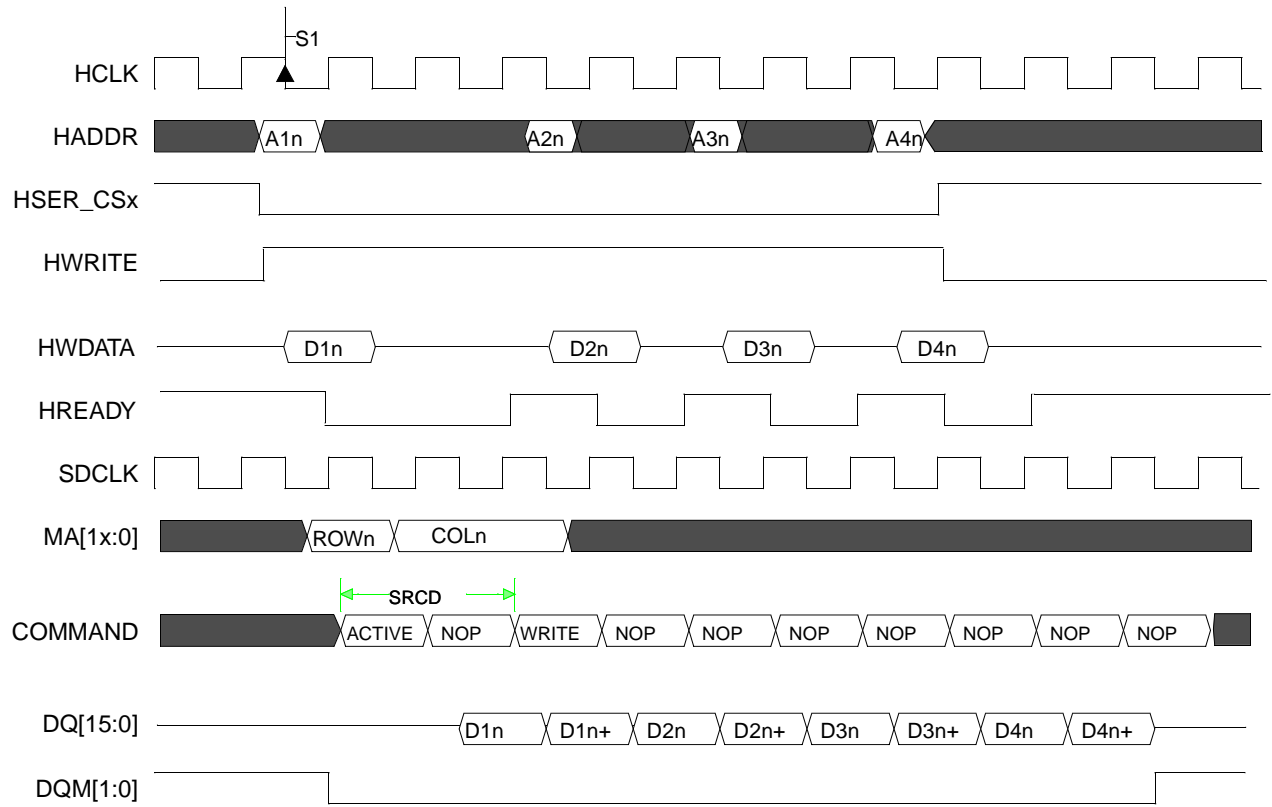 S1
HCLK
HADDR A1n A2n A3n A4n
HSER_CSx
HWRITE
HWDATA D1n D2n D3n D4n
HREADY
SDCLK
MA[1x:0] ROWn COLn
SRCD
COMMAND ACTIVE NOP WRITE NOP NOP NOP NOP NOP NOP NOP
DQ[15:0] D1n D1n+ D2n D2n+ D3n D3n+ D4n D4n+
DQM[1:0]